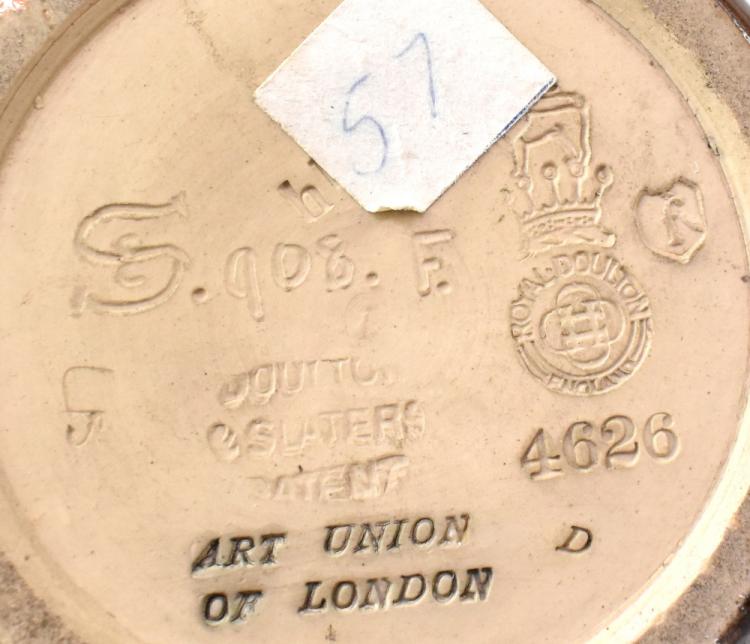 57
h
S.908.F.
ROYAL·DOULTON
ENGLAND
DOULTON
& SLATERS
PATENT
4626
ART UNION D
OF LONDON